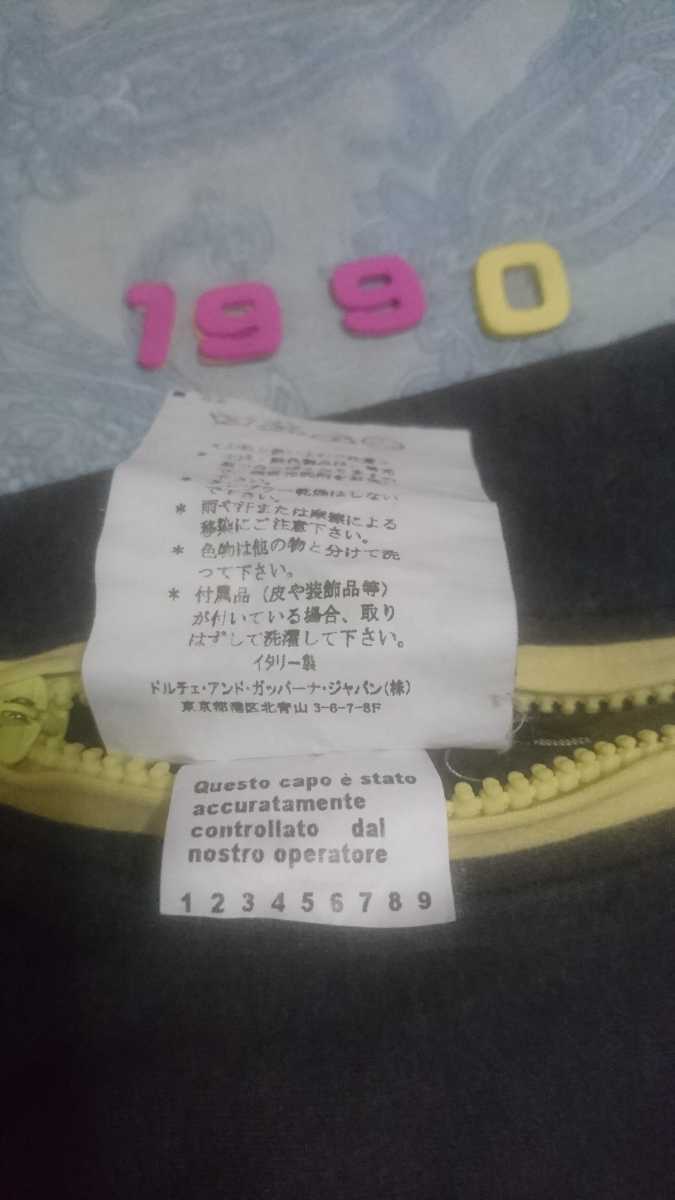 1990
で下さい。
* 雨や汗または摩擦による
移染にご注意下さい。
* 色物は他の物と分けて洗
って下さい。
* 付属品（皮や装飾品等）
が付いている場合、取り
はずして洗濯して下さい。
イタリー製
ドルチェ・アンド・ガッバーナ・ジャパン(株)
東京都港区北青山 3-6-7-8F
Questo capo è stato
accuratamente
controllato dal
nostro operatore
1 2 3 4 5 6 7 8 9